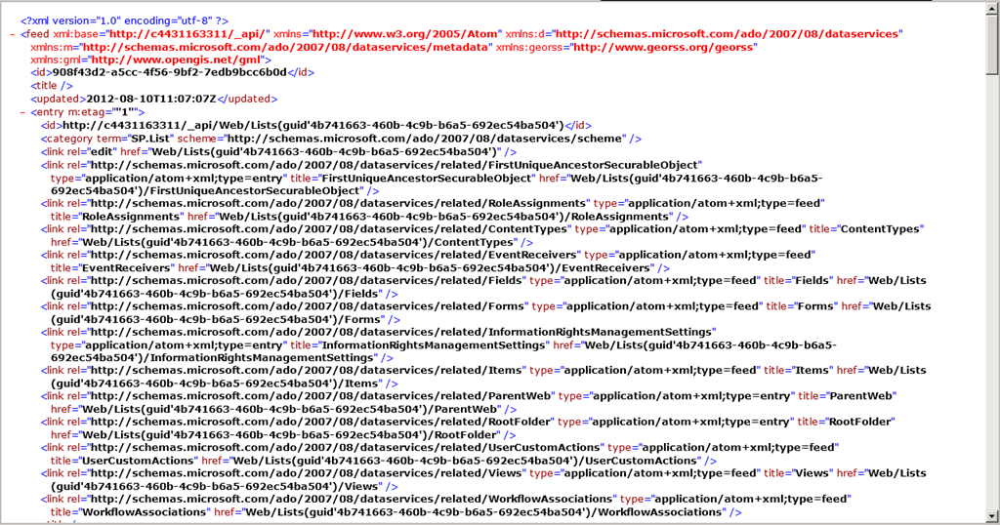 <?xml version="1.0" encoding="utf-8" ?>
- <feed xml:base="http://c4431163311/_api/" xmlns="http://www.w3.org/2005/Atom" xmlns:d="http://schemas.microsoft.com/ado/2007/08/dataservices"
xmlns:m="http://schemas.microsoft.com/ado/2007/08/dataservices/metadata" xmlns:georss="http://www.georss.org/georss"
xmlns:gml="http://www.opengis.net/gml">
<id>908f43d2-a5cc-4f56-9bf2-7edb9bcc6b0d</id>
<title />
<updated>2012-08-10T11:07:07Z</updated>
- <entry m:etag=""1"">
<id>http://c4431163311/_api/Web/Lists(guid'4b741663-460b-4c9b-b6a5-692ec54ba504')</id>
<category term="SP.List" scheme="http://schemas.microsoft.com/ado/2007/08/dataservices/scheme" />
<link rel="edit" href="Web/Lists(guid'4b741663-460b-4c9b-b6a5-692ec54ba504')" />
<link rel="http://schemas.microsoft.com/ado/2007/08/dataservices/related/FirstUniqueAncestorSecurableObject"
type="application/atom+xml;type=entry" title="FirstUniqueAncestorSecurableObject" href="Web/Lists(guid'4b741663-460b-4c9b-b6a5-
692ec54ba504')/FirstUniqueAncestorSecurableObject" />
<link rel="http://schemas.microsoft.com/ado/2007/08/dataservices/related/RoleAssignments" type="application/atom+xml;type=feed"
title="RoleAssignments" href="Web/Lists(guid'4b741663-460b-4c9b-b6a5-692ec54ba504')/RoleAssignments" />
<link rel="http://schemas.microsoft.com/ado/2007/08/dataservices/related/ContentTypes" type="application/atom+xml;type=feed" title="ContentTypes"
href="Web/Lists(guid'4b741663-460b-4c9b-b6a5-692ec54ba504')/ContentTypes" />
<link rel="http://schemas.microsoft.com/ado/2007/08/dataservices/related/EventReceivers" type="application/atom+xml;type=feed"
title="EventReceivers" href="Web/Lists(guid'4b741663-460b-4c9b-b6a5-692ec54ba504')/EventReceivers" />
<link rel="http://schemas.microsoft.com/ado/2007/08/dataservices/related/Fields" type="application/atom+xml;type=feed" title="Fields" href="Web/Lists
(guid'4b741663-460b-4c9b-b6a5-692ec54ba504')/Fields" />
<link rel="http://schemas.microsoft.com/ado/2007/08/dataservices/related/Forms" type="application/atom+xml;type=feed" title="Forms" href="Web/Lists
(guid'4b741663-460b-4c9b-b6a5-692ec54ba504')/Forms" />
<link rel="http://schemas.microsoft.com/ado/2007/08/dataservices/related/InformationRightsManagementSettings"
type="application/atom+xml;type=entry" title="InformationRightsManagementSettings" href="Web/Lists(guid'4b741663-460b-4c9b-b6a5-
692ec54ba504')/InformationRightsManagementSettings" />
<link rel="http://schemas.microsoft.com/ado/2007/08/dataservices/related/Items" type="application/atom+xml;type=feed" title="Items" href="Web/Lists
(guid'4b741663-460b-4c9b-b6a5-692ec54ba504')/Items" />
<link rel="http://schemas.microsoft.com/ado/2007/08/dataservices/related/ParentWeb" type="application/atom+xml;type=entry" title="ParentWeb"
href="Web/Lists(guid'4b741663-460b-4c9b-b6a5-692ec54ba504')/ParentWeb" />
<link rel="http://schemas.microsoft.com/ado/2007/08/dataservices/related/RootFolder" type="application/atom+xml;type=entry" title="RootFolder"
href="Web/Lists(guid'4b741663-460b-4c9b-b6a5-692ec54ba504')/RootFolder" />
<link rel="http://schemas.microsoft.com/ado/2007/08/dataservices/related/UserCustomActions" type="application/atom+xml;type=feed"
title="UserCustomActions" href="Web/Lists(guid'4b741663-460b-4c9b-b6a5-692ec54ba504')/UserCustomActions" />
<link rel="http://schemas.microsoft.com/ado/2007/08/dataservices/related/Views" type="application/atom+xml;type=feed" title="Views" href="Web/Lists
(guid'4b741663-460b-4c9b-b6a5-692ec54ba504')/Views" />
<link rel="http://schemas.microsoft.com/ado/2007/08/dataservices/related/WorkflowAssociations" type="application/atom+xml;type=feed"
title="WorkflowAssociations" href="Web/Lists(guid'4b741663-460b-4c9b-b6a5-692ec54ba504')/WorkflowAssociations" />